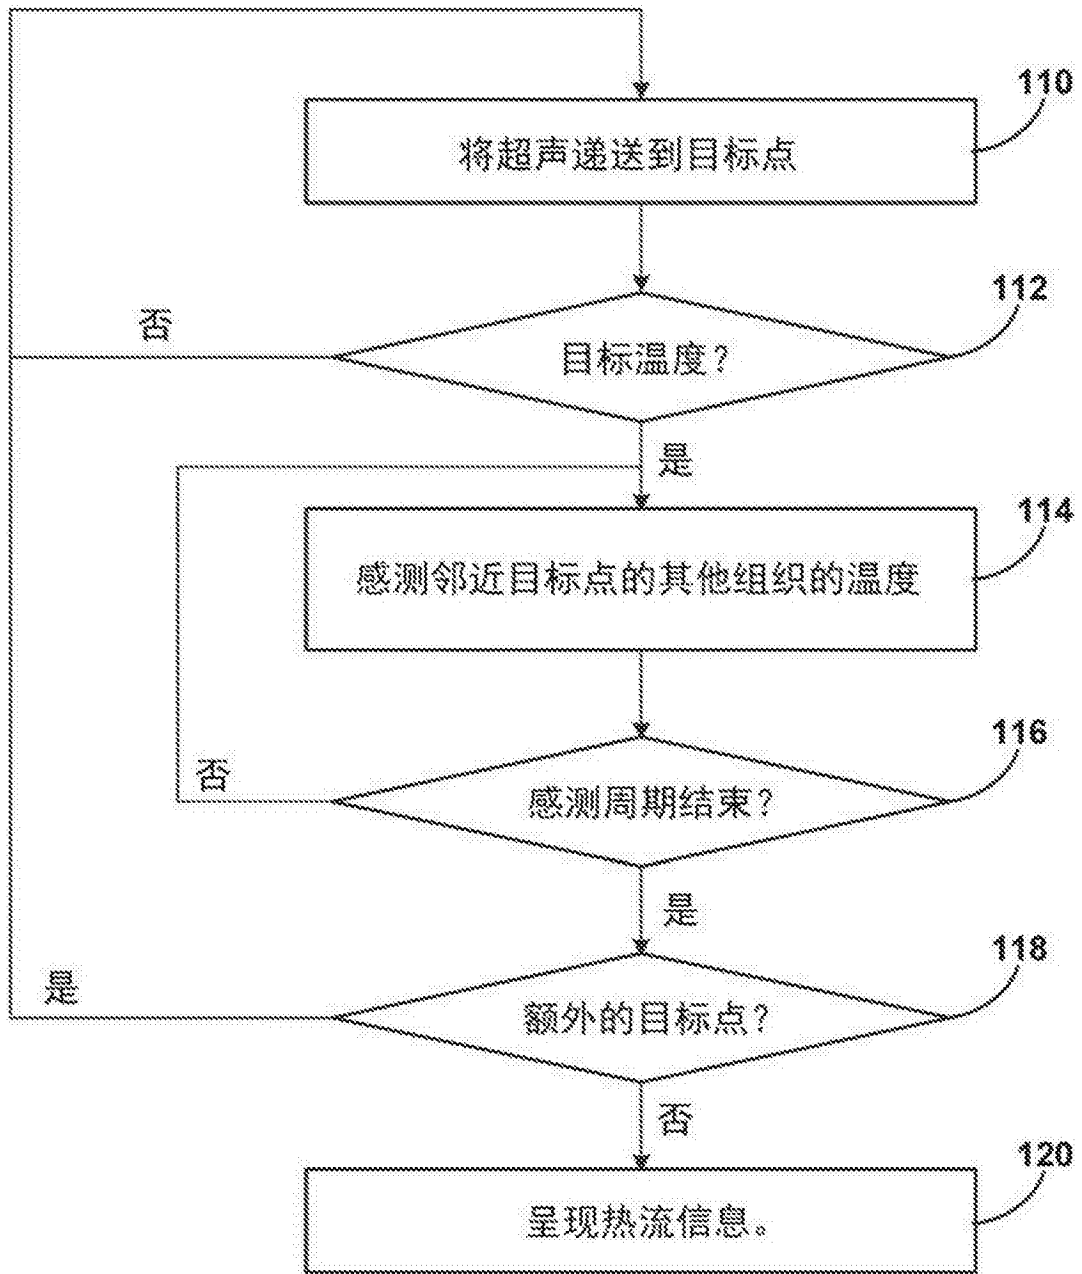 110
将超声递送到目标点
112
否
目标温度？
是
114
感测邻近目标点的其他组织的温度
116
否
感测周期结束？
是
118
是
额外的目标点？
否
120
呈现热流信息。